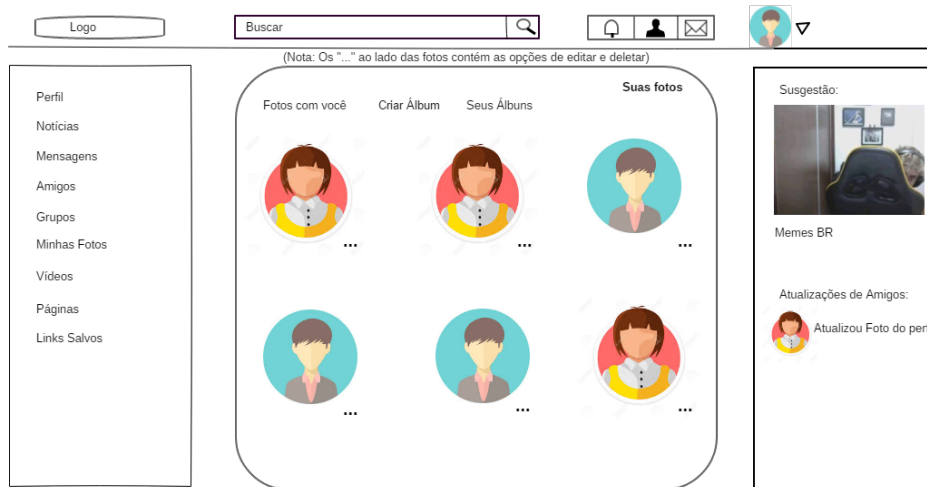 Logo
Buscar
(Nota: Os "..." ao lado das fotos contém as opções de editar e deletar)
Perfil
Notícias
Mensagens
Amigos
Grupos
Minhas Fotos
Vídeos
Páginas
Links Salvos
Suas fotos
Fotos com você
Criar Álbum
Seus Álbuns
...
...
...
...
...
...
Susgestão:
Memes BR
Atualizações de Amigos:
Atualizou Foto do per